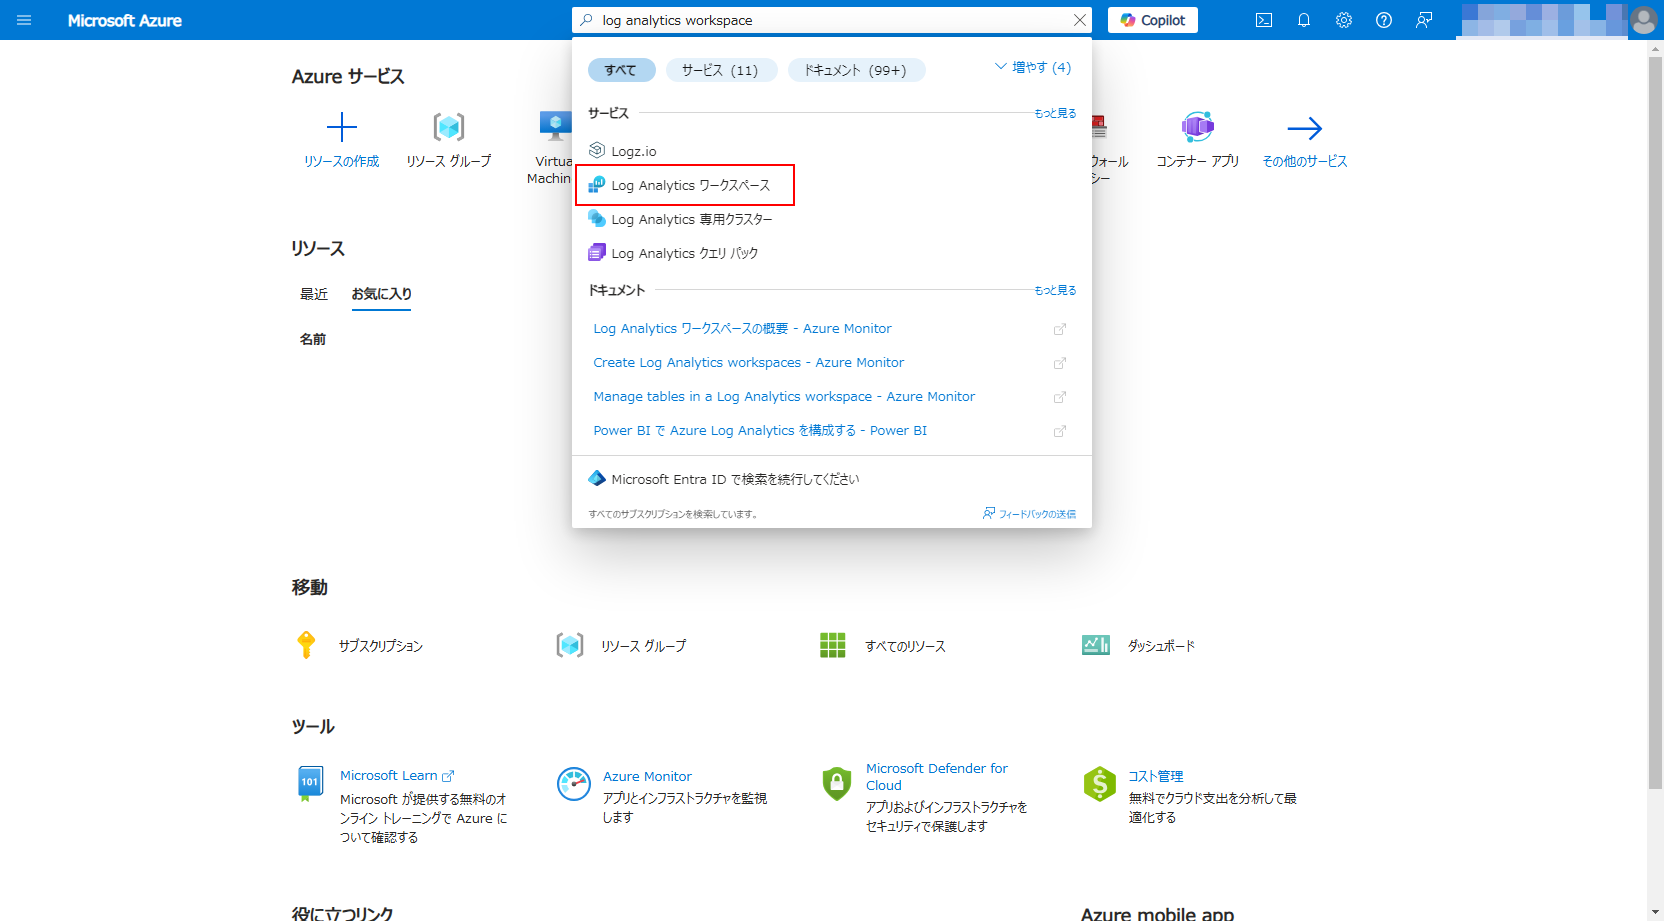 Microsoft Azure
log analytics workspace
Copilot
Azure サービス
リソースの作成
リソース グループ
Virtua
Machin
ウォール
シー
コンテナー アプリ
その他のサービス
すべて
サービス (11)
ドキュメント (99+)
増やす (4)
サービス
もっと見る
Logz.io
Log Analytics ワークスペース
Log Analytics 専用クラスター
Log Analytics クエリ パック
ドキュメント
もっと見る
Log Analytics ワークスペースの概要 - Azure Monitor
Create Log Analytics workspaces - Azure Monitor
Manage tables in a Log Analytics workspace - Azure Monitor
Power BI で Azure Log Analytics を構成する - Power BI
Microsoft Entra ID で検索を続行してください
すべてのサブスクリプションを検索しています。
フィードバックの送信
リソース
最近
お気に入り
名前
移動
サブスクリプション
リソース グループ
すべてのリソース
ダッシュボード
ツール
101
Microsoft Learn
Microsoft が提供する無料のオ
ンライン トレーニングで Azure に
ついて確認する
Azure Monitor
アプリとインフラストラクチャを監視
します
Microsoft Defender for
Cloud
アプリおよびインフラストラクチャを
セキュリティで保護します
コスト管理
無料でクラウド支出を分析して最
適化する
役に立つリンク
Azure mobile app